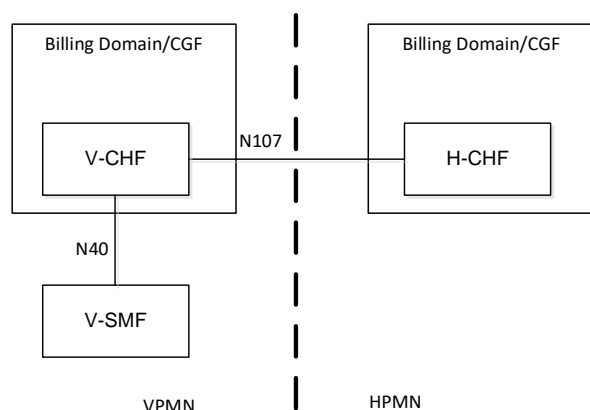 Billing Domain/CGF
Billing Domain/CGF
V-CHF
N107
H-CHF
N40
V-SMF
VPMN
HPMN